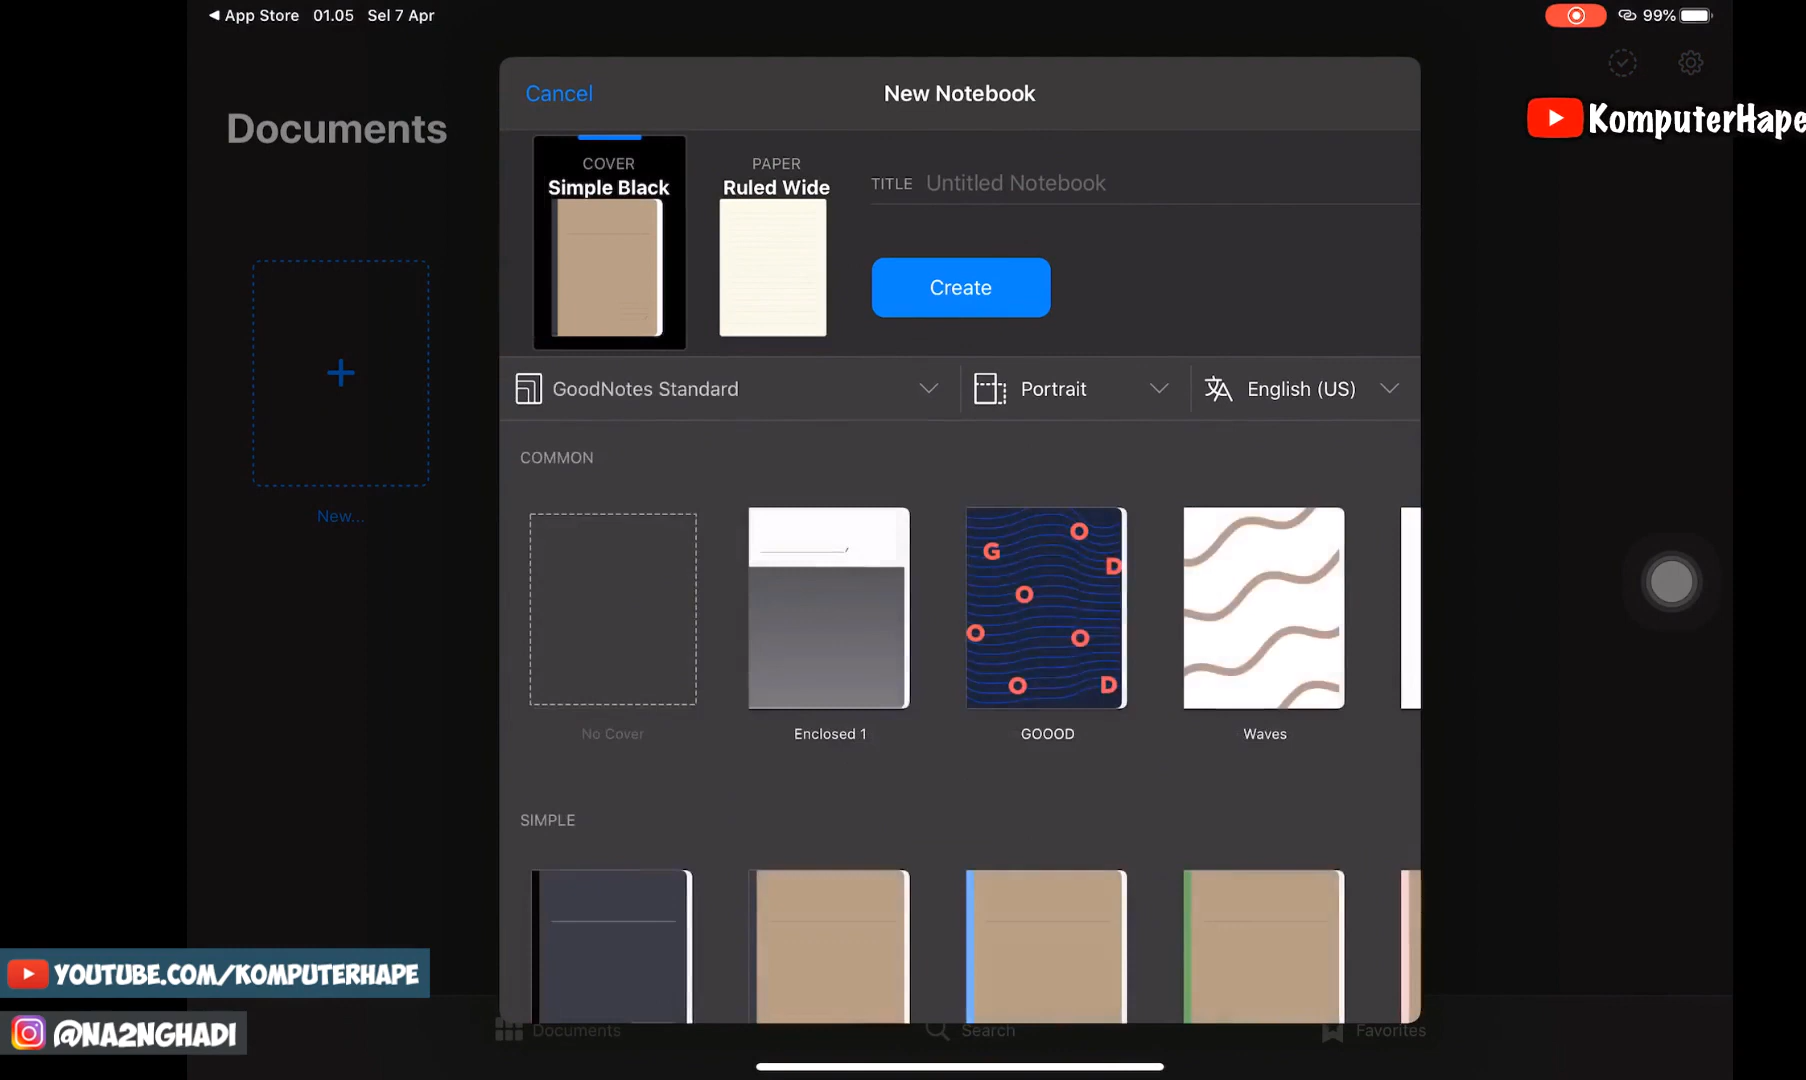 App Store 01.05 Sel 7 Apr
99%
Cancel
New Notebook
Documents
KomputerHape
COVER
Simple Black
PAPER
Ruled Wide
TITLE Untitled Notebook
Create
GoodNotes Standard
Portrait
English (US)
New...
COMMON
G
O
D
O
O
O
O
D
No Cover
Enclosed 1
GOOOD
Waves
SIMPLE
YOUTUBE.COM/KOMPUTERHAPE
@NA2NGHADI
Documents
Search
Favorites